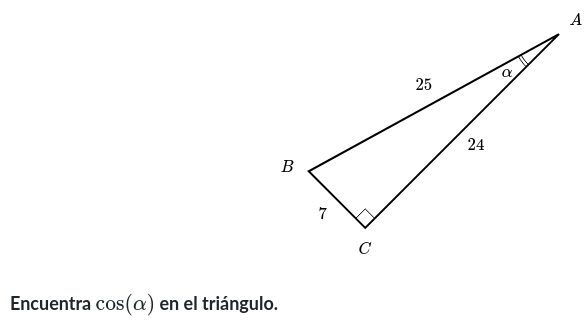 A
α
25
24
B
7
C
Encuentra cos(α) en el triángulo.